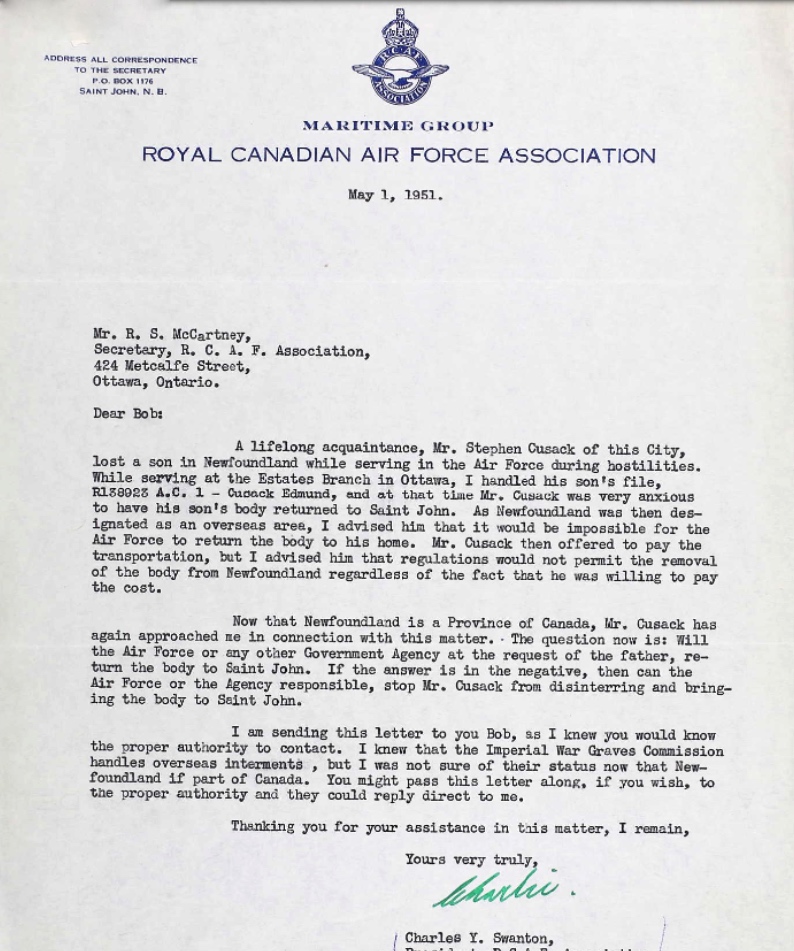 ADDRESS ALL CORRESPONDENCE
TO THE SECRETARY
P.O. BOX 1176
SAINT JOHN, N. B.
R.C.A.F.
ASSOCIATION
MARITIME GROUP
ROYAL CANADIAN AIR FORCE ASSOCIATION
May 1, 1951.
Mr. R. S. McCartney,
Secretary, R. C. A. F. Association,
424 Metcalfe Street,
Ottawa, Ontario.
Dear Bob:
A lifelong acquaintance, Mr. Stephen Cusack of this City,
lost a son in Newfoundland while serving in the Air Force during hostilities.
While serving at the Estates Branch in Ottawa, I handled his son's file,
R138923 A.C. 1 - Cusack Edmund, and at that time Mr. Cusack was very anxious
to have his son's body returned to Saint John. As Newfoundland was then des-
ignated as an overseas area, I advised him that it would be impossible for the
Air Force to return the body to his home. Mr. Cusack then offered to pay the
transportation, but I advised him that regulations would not permit the removal
of the body from Newfoundland regardless of the fact that he was willing to pay
the cost.
Now that Newfoundland is a Province of Canada, Mr. Cusack has
again approached me in connection with this matter. The question now is: Will
the Air Force or any other Government Agency at the request of the father, re-
turn the body to Saint John. If the answer is in the negative, then can the
Air Force or the Agency responsible, stop Mr. Cusack from disinterring and bring-
ing the body to Saint John.
I am sending this letter to you Bob, as I knew you would know
the proper authority to contact. I knew that the Imperial War Graves Commission
handles overseas interments , but I was not sure of their status now that New-
foundland if part of Canada. You might pass this letter along, if you wish, to
the proper authority and they could reply direct to me.
Thanking you for your assistance in this matter, I remain,
Yours very truly,
Charlie.
Charles Y. Swanton,